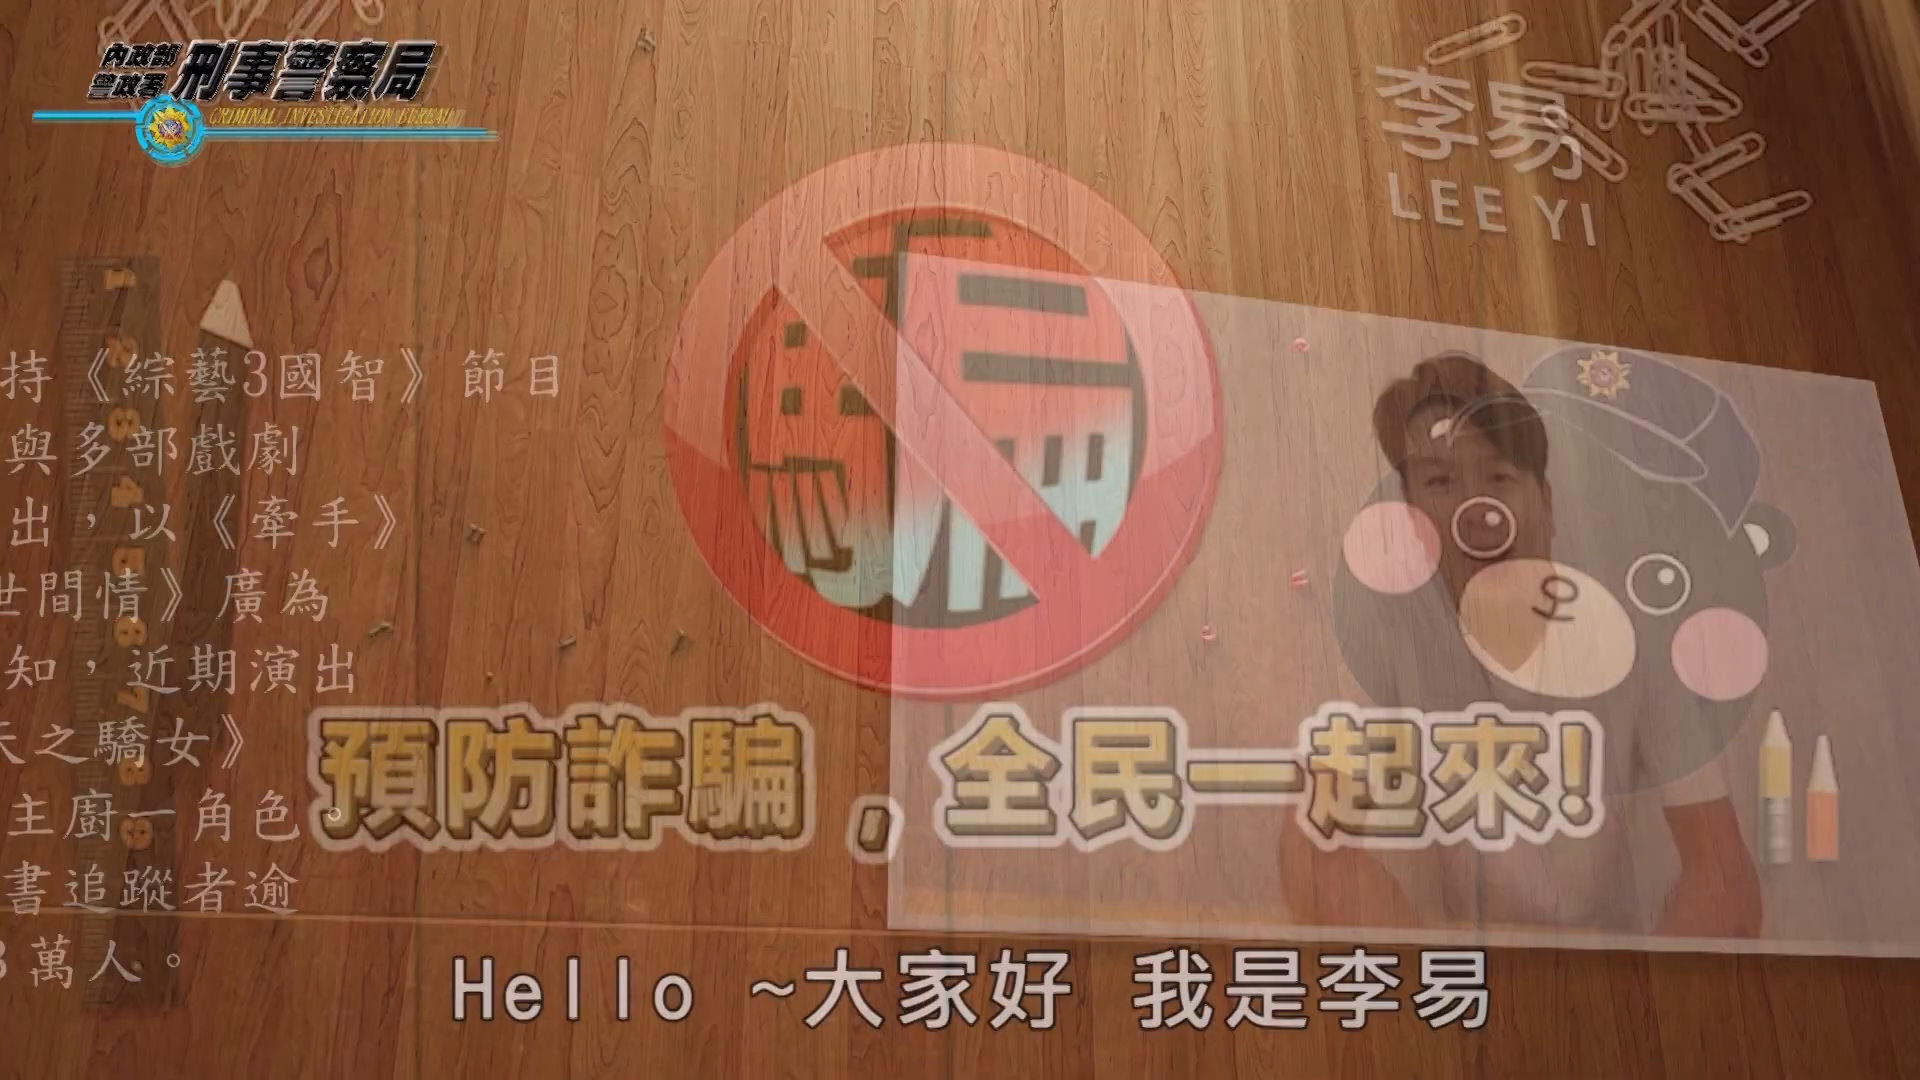 內政部
警政署
刑事警察局
CRIMINAL INVESTIGATION BUREAU
李易
LEE YI
騙
持《綜藝3國智》節目
與多部戲劇
出，以《牽手》
世間情》廣為
知，近期演出
天之驕女》
主廚一角色。
書追蹤者逾
3萬人。
預防詐騙，全民一起來!
Hello ~大家好 我是李易